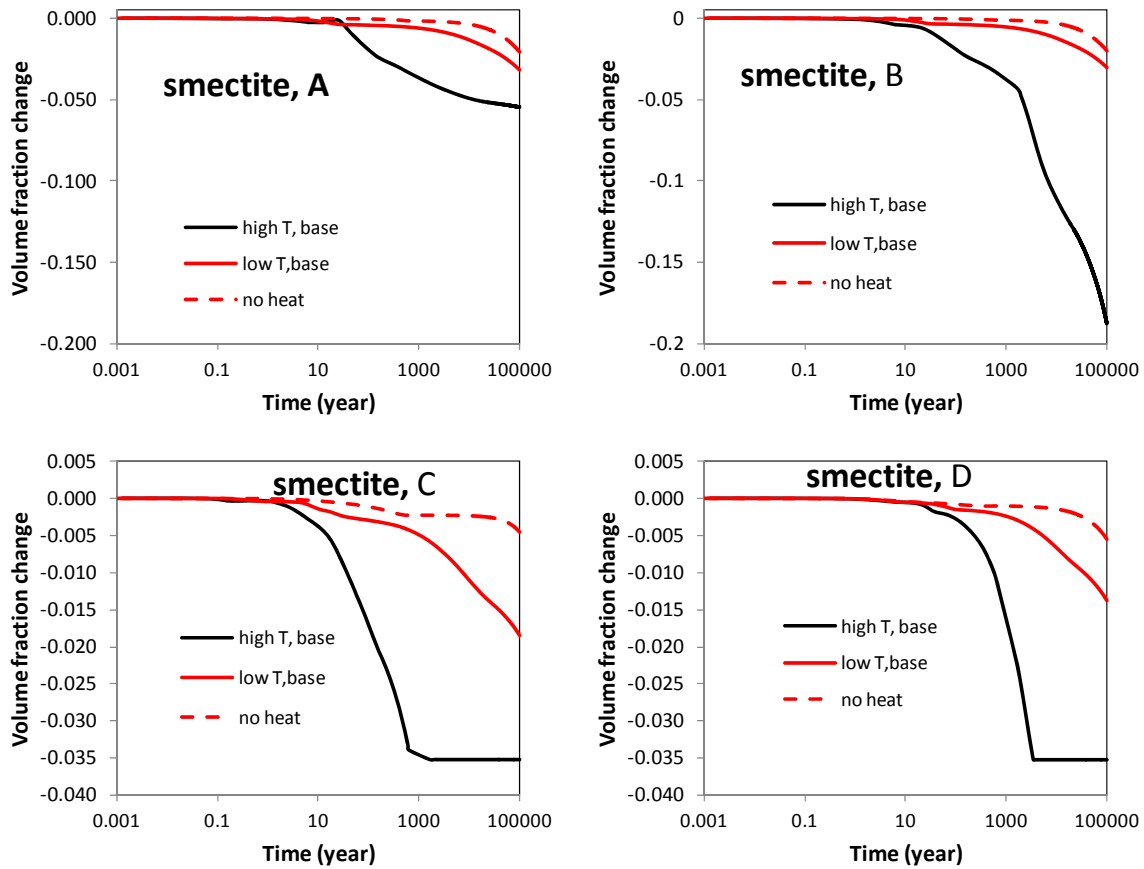 0.000
-0.050
-0.100
-0.150
-0.200
Volume fraction change
smectite, A
high T, base
low T,base
no heat
0.001 0.1 10 1000 100000
Time (year)
0
-0.05
-0.1
-0.15
-0.2
Volume fraction change
smectite, B
high T, base
low T,base
no heat
0.001 0.1 10 1000 100000
Time (year)
0.005
0.000
-0.005
-0.010
-0.015
-0.020
-0.025
-0.030
-0.035
-0.040
Volume fraction change
smectite, C
high T, base
low T,base
no heat
0.001 0.1 10 1000 100000
Time (year)
0.005
0.000
-0.005
-0.010
-0.015
-0.020
-0.025
-0.030
-0.035
-0.040
Volume fraction change
smectite, D
high T, base
low T,base
no heat
0.001 0.1 10 1000 100000
Time (year)